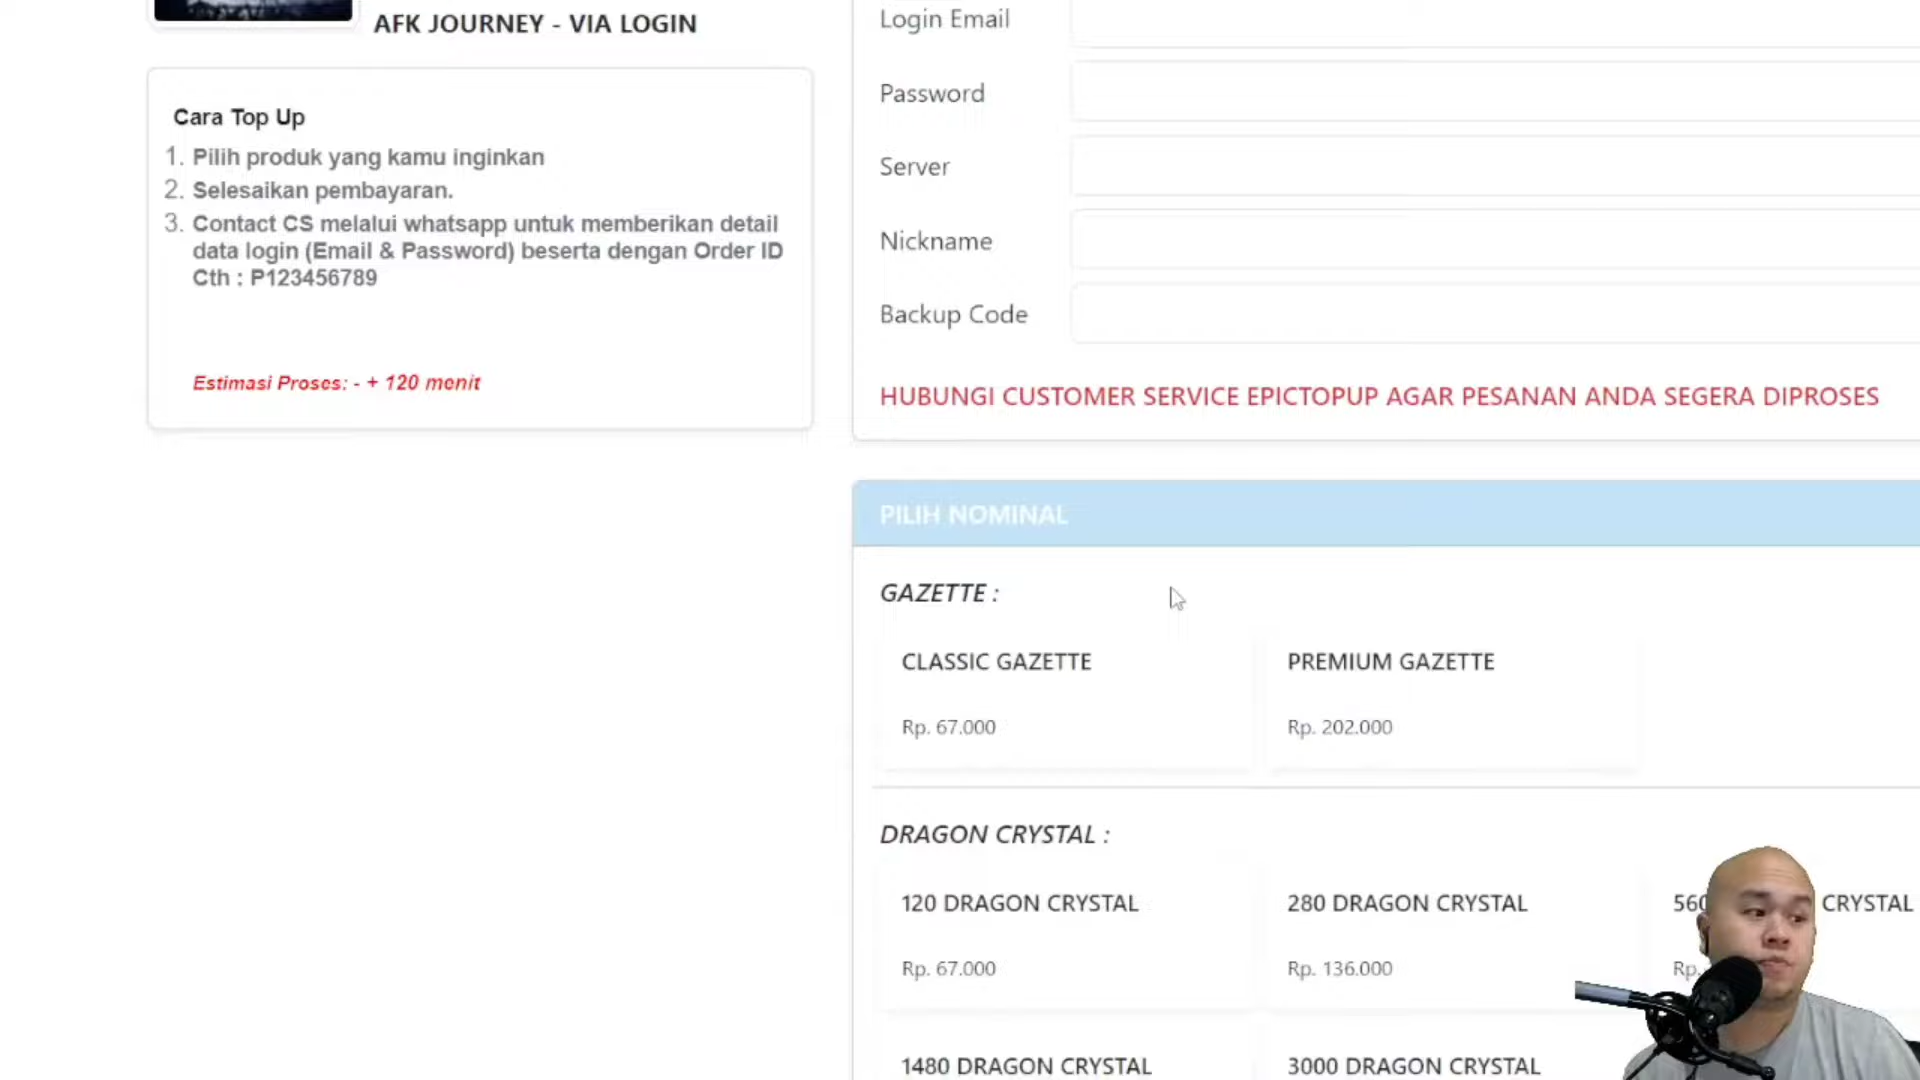 AFK JOURNEY - VIA LOGIN
Cara Top Up
1. Pilih produk yang kamu inginkan
2. Selesaikan pembayaran.
3. Contact CS melalui whatsapp untuk memberikan detail
data login (Email & Password) beserta dengan Order ID
Cth : P123456789
Estimasi Proses: - + 120 menit
Login Email
Password
Server
Nickname
Backup Code
HUBUNGI CUSTOMER SERVICE EPICTOPUP AGAR PESANAN ANDA SEGERA DIPROSES
PILIH NOMINAL
GAZETTE :
CLASSIC GAZETTE
Rp. 67.000
PREMIUM GAZETTE
Rp. 202.000
DRAGON CRYSTAL :
120 DRAGON CRYSTAL
Rp. 67.000
280 DRAGON CRYSTAL
Rp. 136.000
560 CRYSTAL
Rp.
1480 DRAGON CRYSTAL
3000 DRAGON CRYSTAL